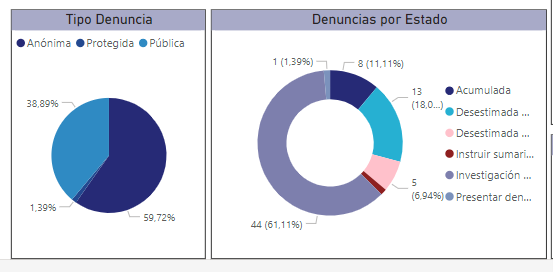 Tipo Denuncia
Anónima Protegida Pública
38,89%
1,39%
59,72%
Denuncias por Estado
1 (1,39%)
8 (11,11%)
13
(18,0...)
5
(6,94%)
44 (61,11%)
Acumulada
Desestimada ...
Desestimada ...
Instruir sumari...
Investigación ...
Presentar den...